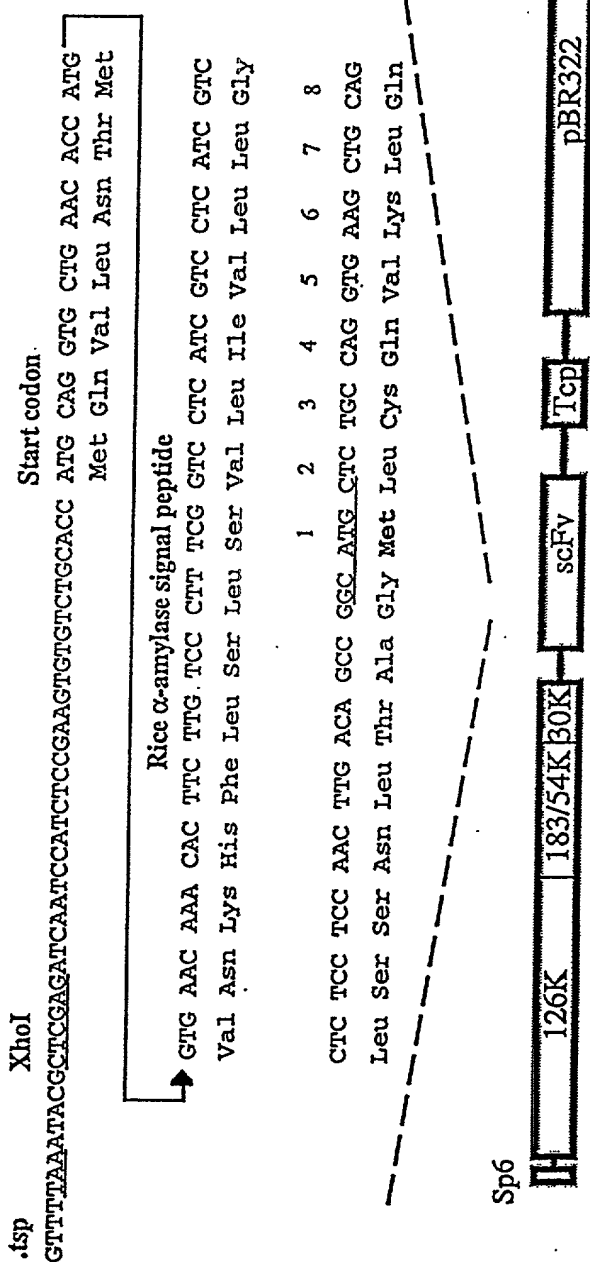 .tsp XhoI
GTTTTAAATACGCTCGAGATCAATCCATCTCCGAAGTGTGTCTGCACC ATG CAG GTG CTG AAC ACC ATG
Start codon
Met Gln Val Leu Asn Thr Met
Rice α-amylase signal peptide
GTG AAC AAA CAC TTC TTG TCC CTT TCG GTC CTC ATC GTC CTC ATC GTC
Val Asn Lys His Phe Leu Ser Leu Ser Val Leu Ile Val Leu Leu Gly
1 2 3 4 5 6 7 8
CTC TCC TCC AAC TTG ACA GCC GGC ATG CTC TGC CAG GTG AAG CTG CAG
Leu Ser Ser Asn Leu Thr Ala Gly Met Leu Cys Gln Val Lys Leu Gln
Sp6
126K 183/54K 30K scFv Tcp pBR322